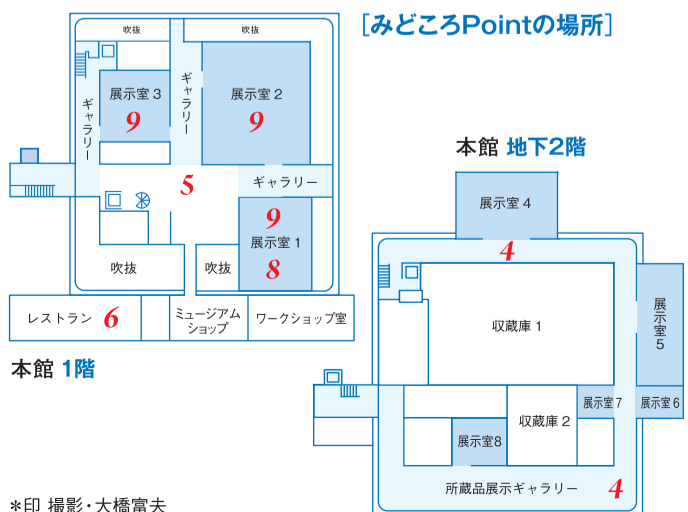 [みどころPointの場所]
吹抜
吹抜
ギャラリー
ギャラリー
展示室 3
9
展示室 2
9
5
ギャラリー
9
展示室 1
8
吹抜
吹抜
レストラン 6
ミュージアム
ショップ
ワークショップ室
本館 1階
本館 地下2階
展示室 4
4
収蔵庫 1
展示室 5
展示室7
展示室 6
収蔵庫 2
展示室8
所蔵品展示ギャラリー 4
*印 撮影・大橋富夫